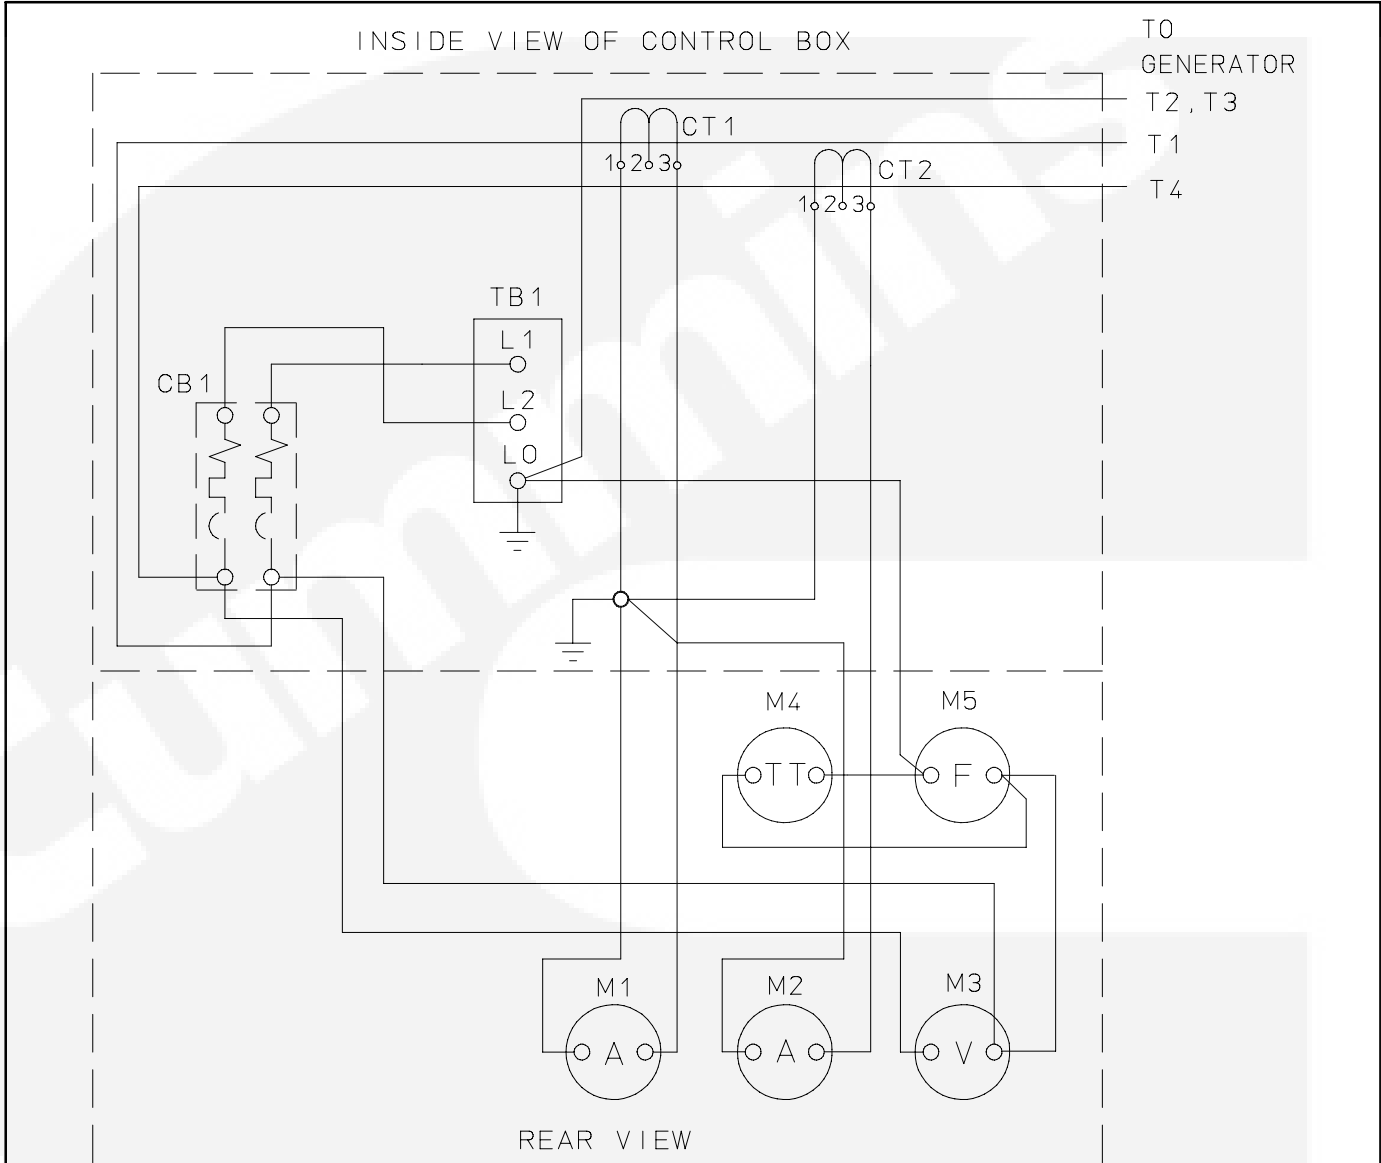 INSIDE VIEW OF CONTROL BOX
TO
GENERATOR
T2,T3
CT1
T1
1 2 3
CT2
T4
1 2 3
TB1
L1
CB1
L2
L0
M4
M5
TT
F
M1
M2
M3
A
A
V
REAR VIEW
Cummins